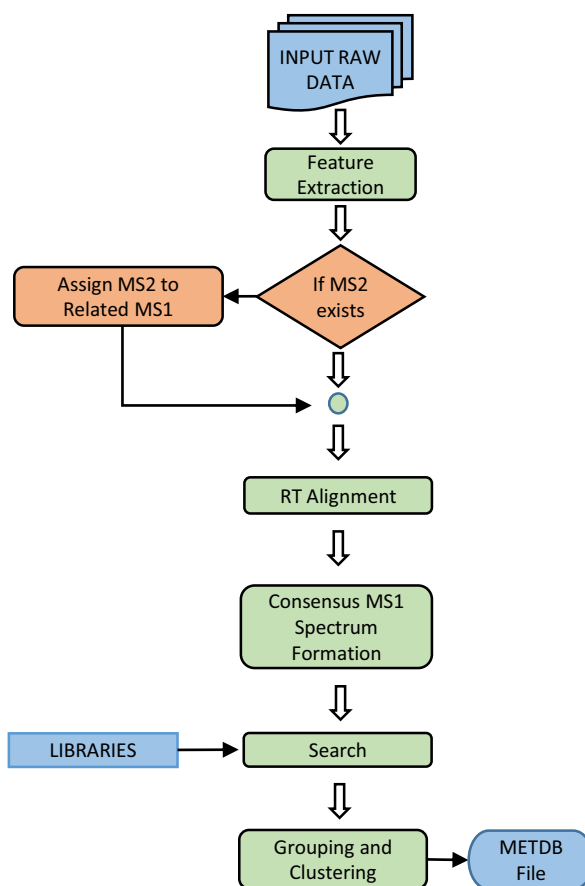 INPUT RAW
DATA
Feature
Extraction
If MS2
exists
Assign MS2 to
Related MS1
RT Alignment
Consensus MS1
Spectrum
Formation
LIBRARIES
Search
Grouping and
Clustering
METDB
File